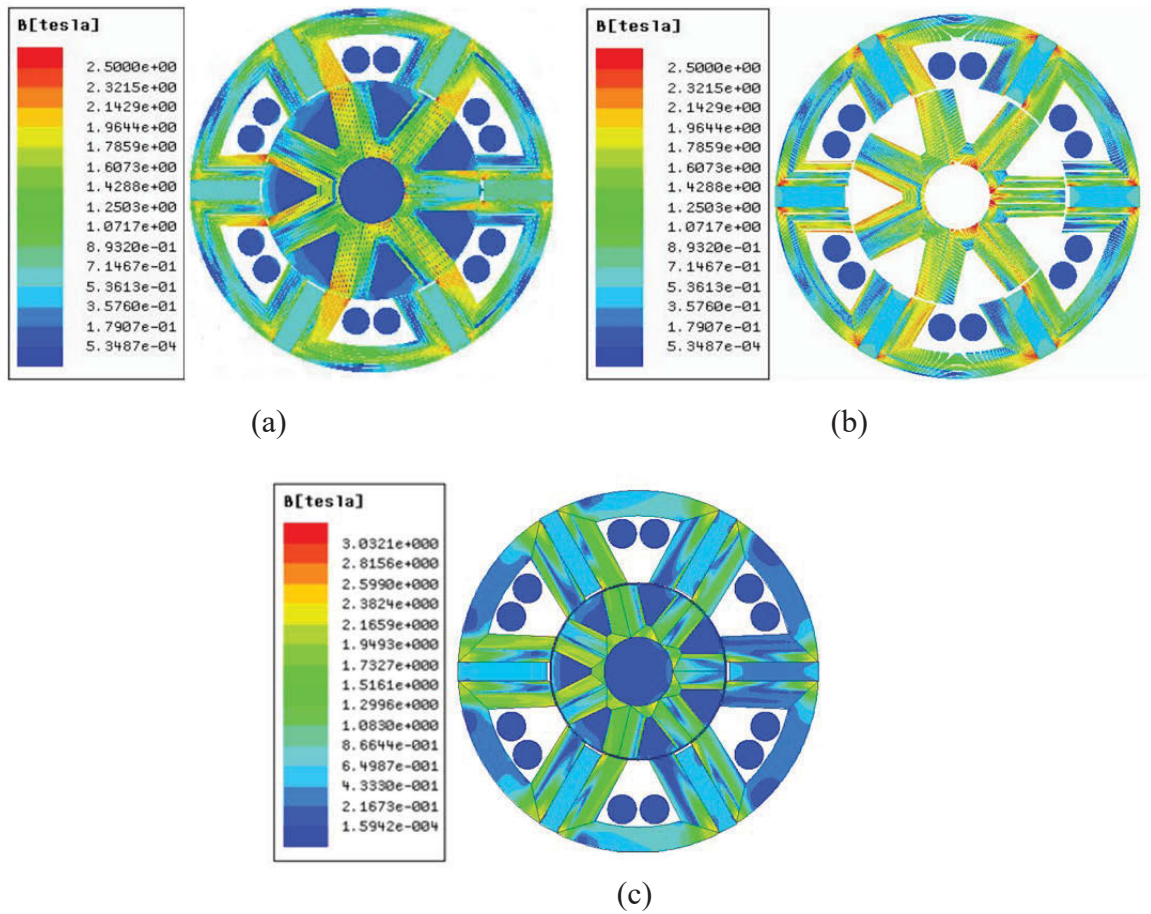 B[tesla]
2.5000e+00
2.3215e+00
2.1429e+00
1.9644e+00
1.7859e+00
1.6073e+00
1.4288e+00
1.2503e+00
1.0717e+00
8.9320e-01
7.1467e-01
5.3613e-01
3.5760e-01
1.7907e-01
5.3487e-04
(a)
B[tesla]
2.5000e+00
2.3215e+00
2.1429e+00
1.9644e+00
1.7859e+00
1.6073e+00
1.4288e+00
1.2503e+00
1.0717e+00
8.9320e-01
7.1467e-01
5.3613e-01
3.5760e-01
1.7907e-01
5.3487e-04
(b)
B[tesla]
3.0321e+000
2.8156e+000
2.5990e+000
2.3824e+000
2.1659e+000
1.9493e+000
1.7327e+000
1.5161e+000
1.2996e+000
1.0830e+000
8.6644e-001
6.4987e-001
4.3330e-001
2.1673e-001
1.5942e-004
(c)